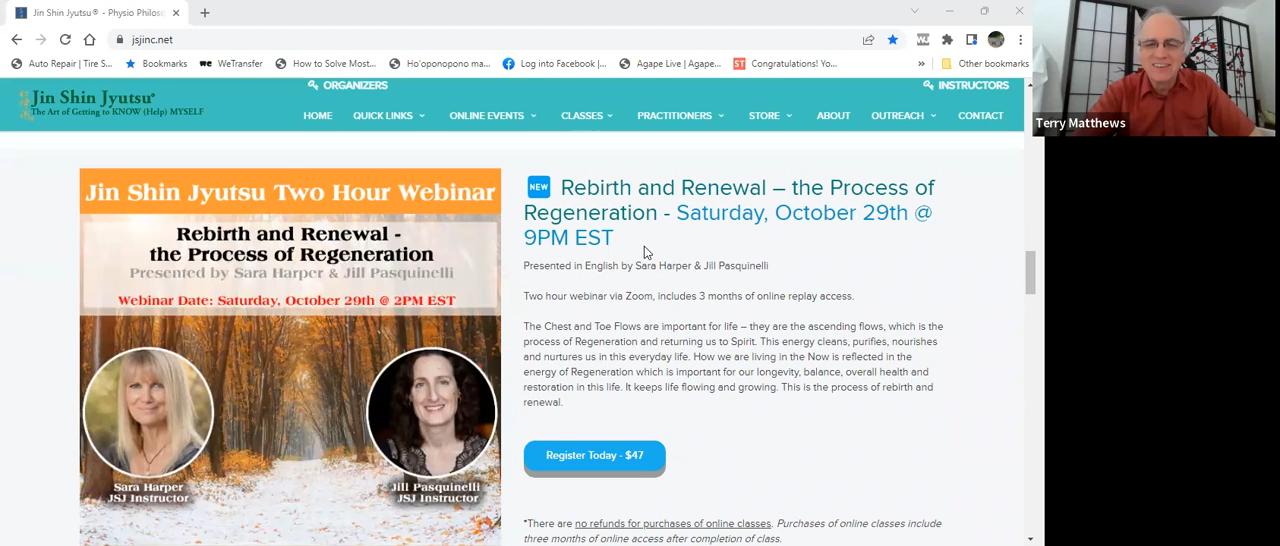 Jin Shin Jyutsu® - Physio Philoso
jsjinc.net
Auto Repair | Tire S...
Bookmarks
WeTransfer
How to Solve Most...
Ho'oponopono ma...
Log into Facebook |...
Agape Live | Agape...
ST
Congratulations! Yo...
»
Other bookmarks
ORGANIZERS
INSTRUCTORS
Jin Shin Jyutsu®
The Art of Getting to KNOW (Help) MYSELF
HOME
QUICK LINKS
ONLINE EVENTS
CLASSES
PRACTITIONERS
STORE
ABOUT
OUTREACH
CONTACT
Terry Matthews
Jin Shin Jyutsu Two Hour Webinar
Rebirth and Renewal -
the Process of Regeneration
Presented by Sara Harper & Jill Pasquinelli
Webinar Date: Saturday, October 29th @ 2PM EST
Sara Harper
JSJ Instructor
Jill Pasquinelli
JSJ Instructor
NEW Rebirth and Renewal – the Process of
Regeneration - Saturday, October 29th @
9PM EST
Presented in English by Sara Harper & Jill Pasquinelli
Two hour webinar via Zoom, includes 3 months of online replay access.
The Chest and Toe Flows are important for life – they are the ascending flows, which is the
process of Regeneration and returning us to Spirit. This energy cleans, purifies, nourishes
and nurtures us in this everyday life. How we are living in the Now is reflected in the
energy of Regeneration which is important for our longevity, balance, overall health and
restoration in this life. It keeps life flowing and growing. This is the process of rebirth and
renewal.
Register Today - $47
*There are no refunds for purchases of online classes. Purchases of online classes include
three months of online access after completion of class.